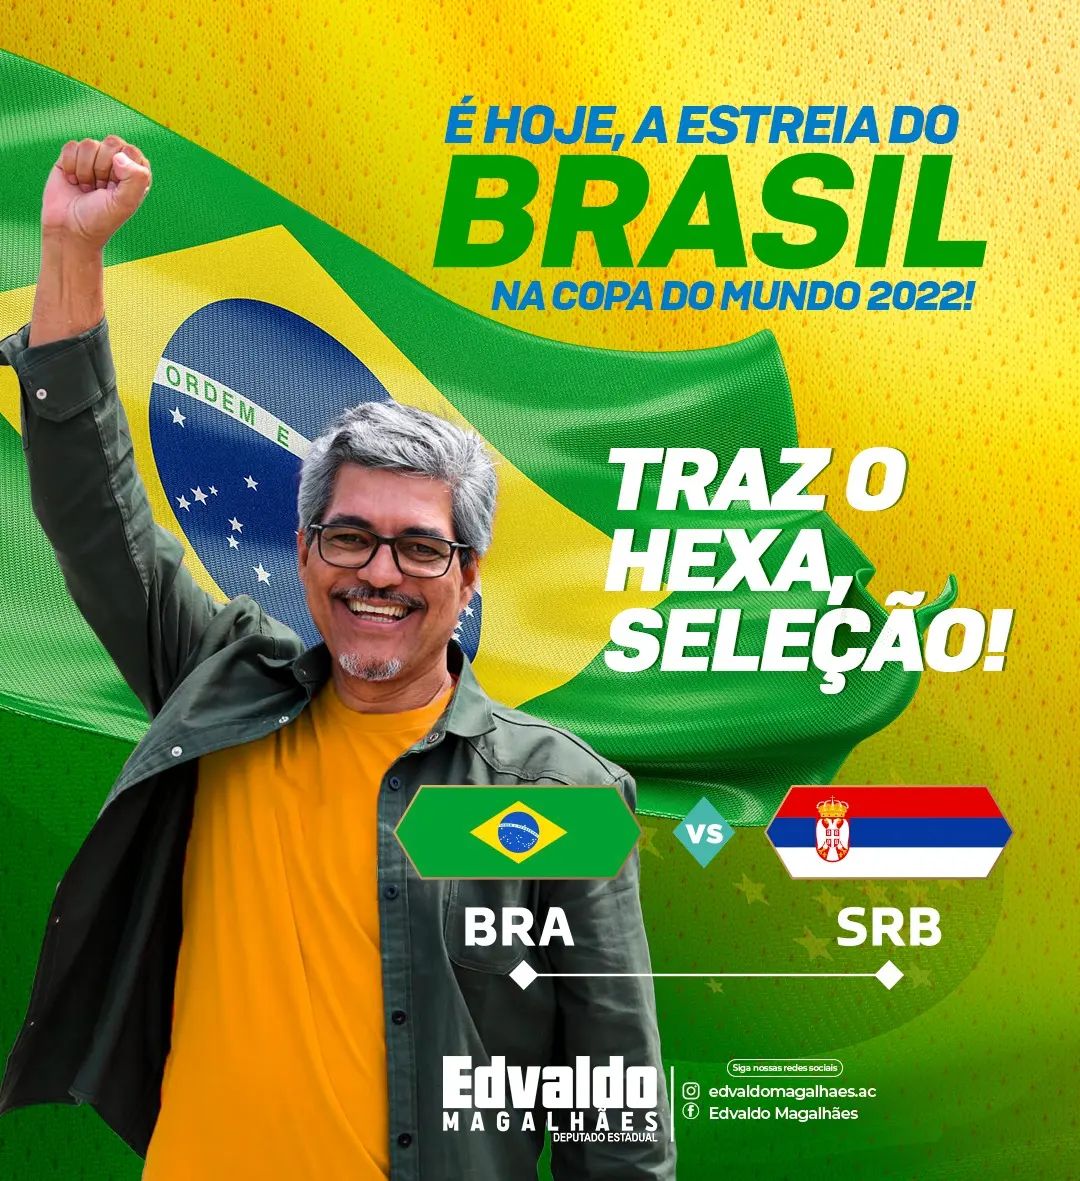 É HOJE, A ESTREIA DO
BRASIL
NA COPA DO MUNDO 2022!
ORDEM E
TRAZ O
HEXA,
SELEÇÃO!
VS
BRA
SRB
Edvaldo
MAGALHÃES
DEPUTADO ESTADUAL
Siga nossas redes sociais
edvaldomagalhaes.ac
Edvaldo Magalhães